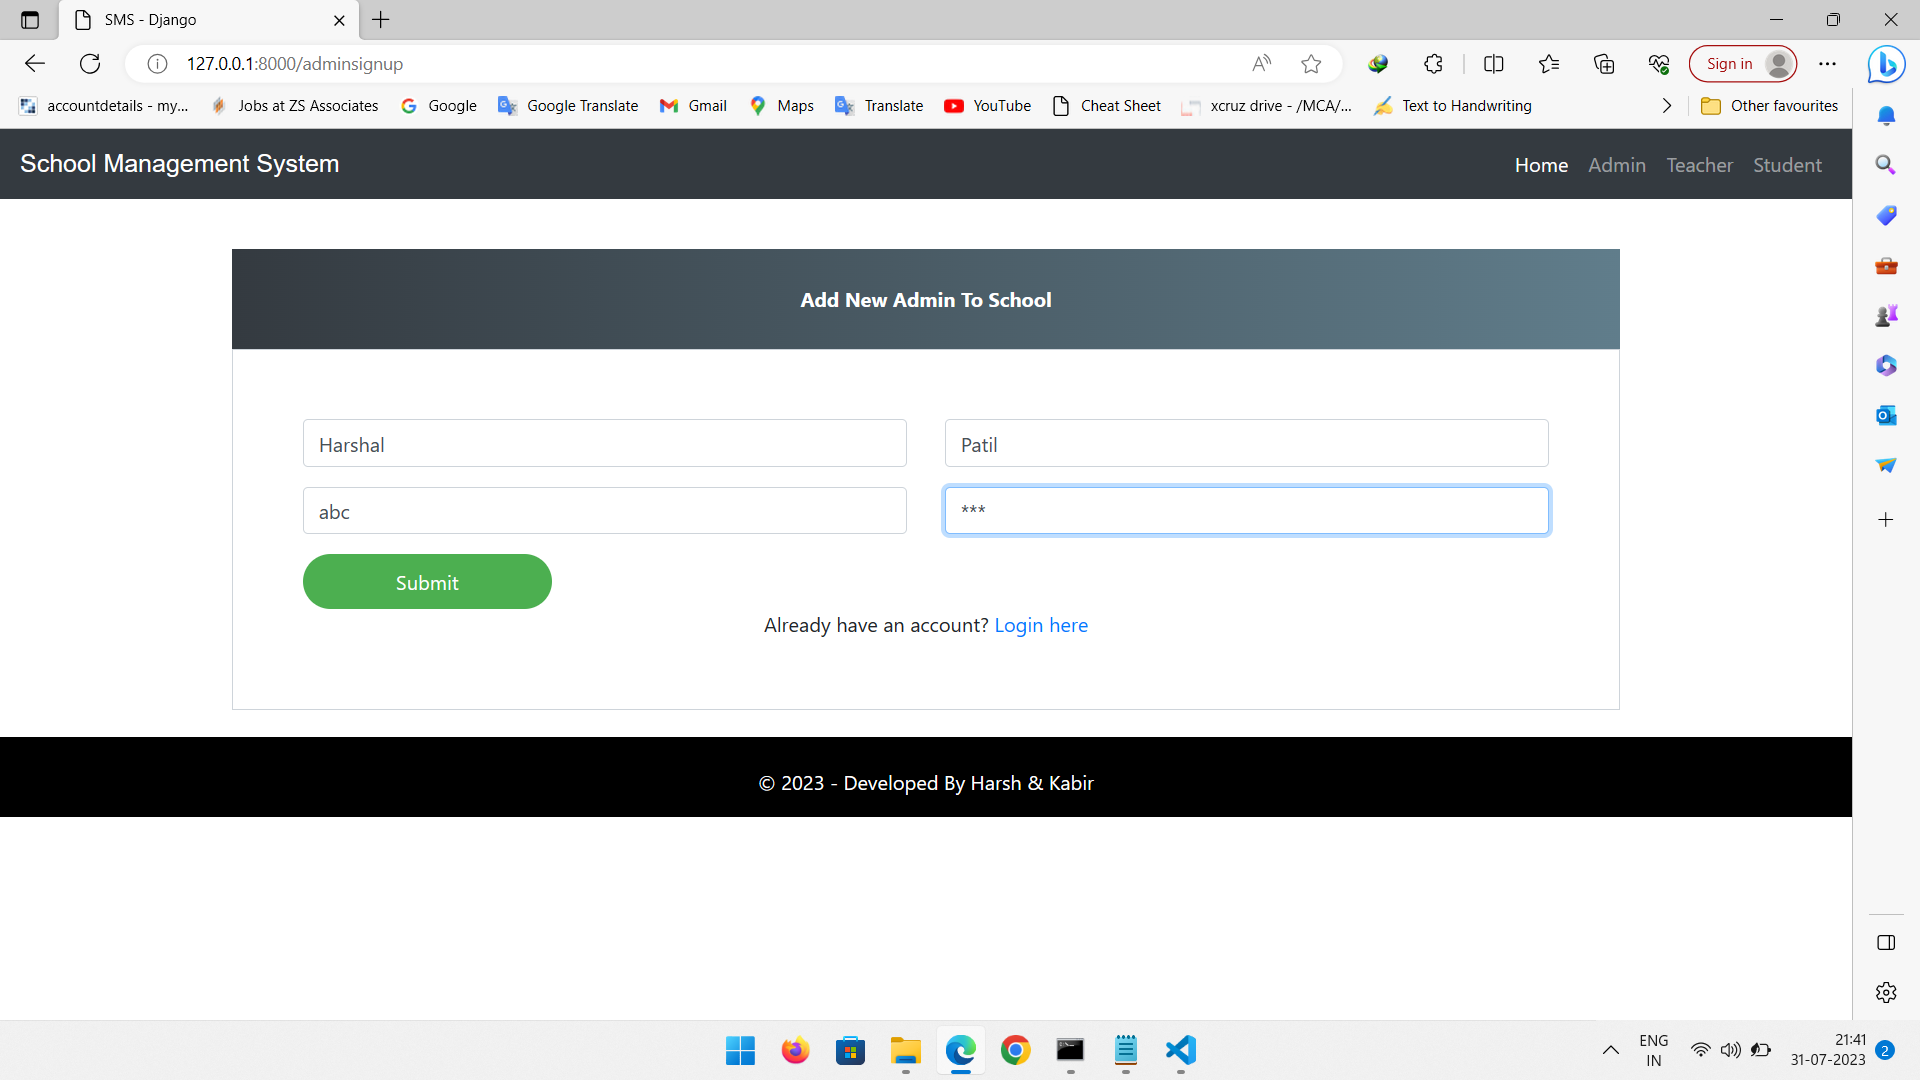 SMS - Django
127.0.0.1:8000/adminsignup
Sign in
accountdetails - my...
Jobs at ZS Associates
Google
Google Translate
Gmail
Maps
Translate
YouTube
Cheat Sheet
xcruz drive - /MCA/...
Text to Handwriting
Other favourites
School Management System
Home
Admin
Teacher
Student
Add New Admin To School
Harshal
Patil
abc
***
Submit
Already have an account? Login here
© 2023 - Developed By Harsh & Kabir
ENG
IN
21:41
31-07-2023
2